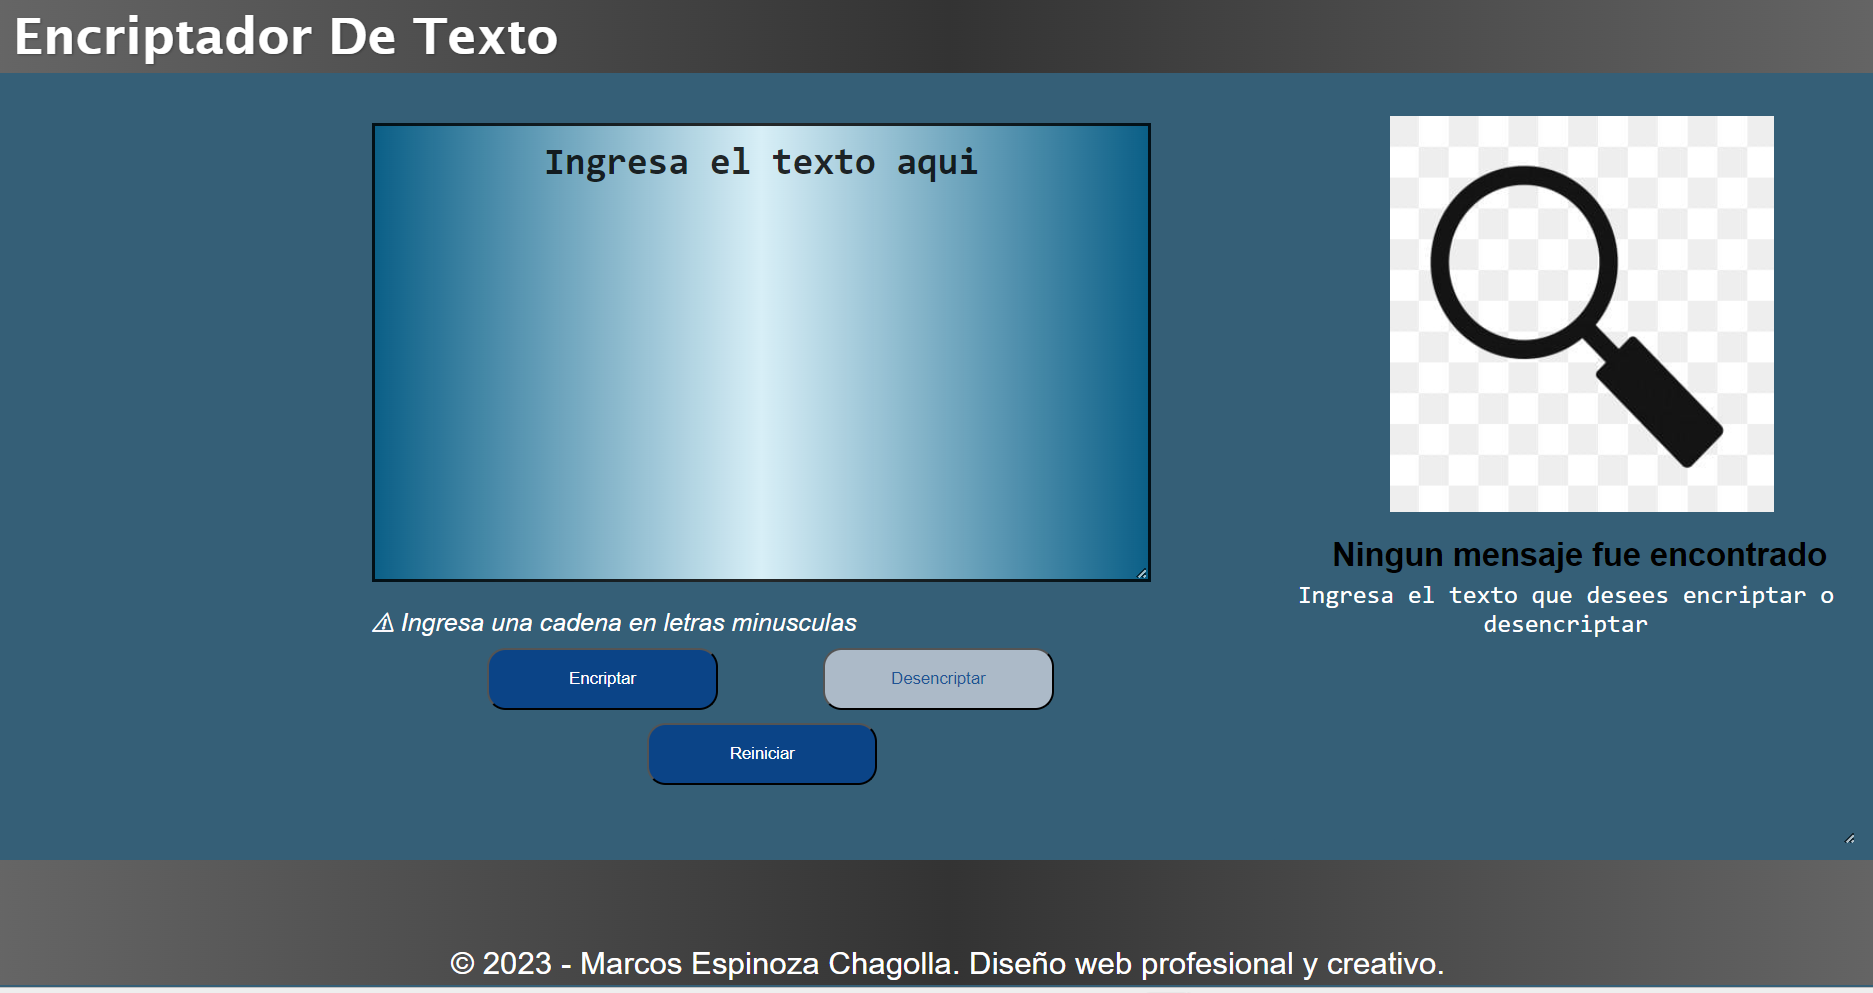 Encriptador De Texto
Ingresa el texto aqui
⚠ Ingresa una cadena en letras minusculas
Encriptar
Desencriptar
Reiniciar
Ningun mensaje fue encontrado
Ingresa el texto que desees encriptar o
desencriptar
© 2023 - Marcos Espinoza Chagolla. Diseño web profesional y creativo.